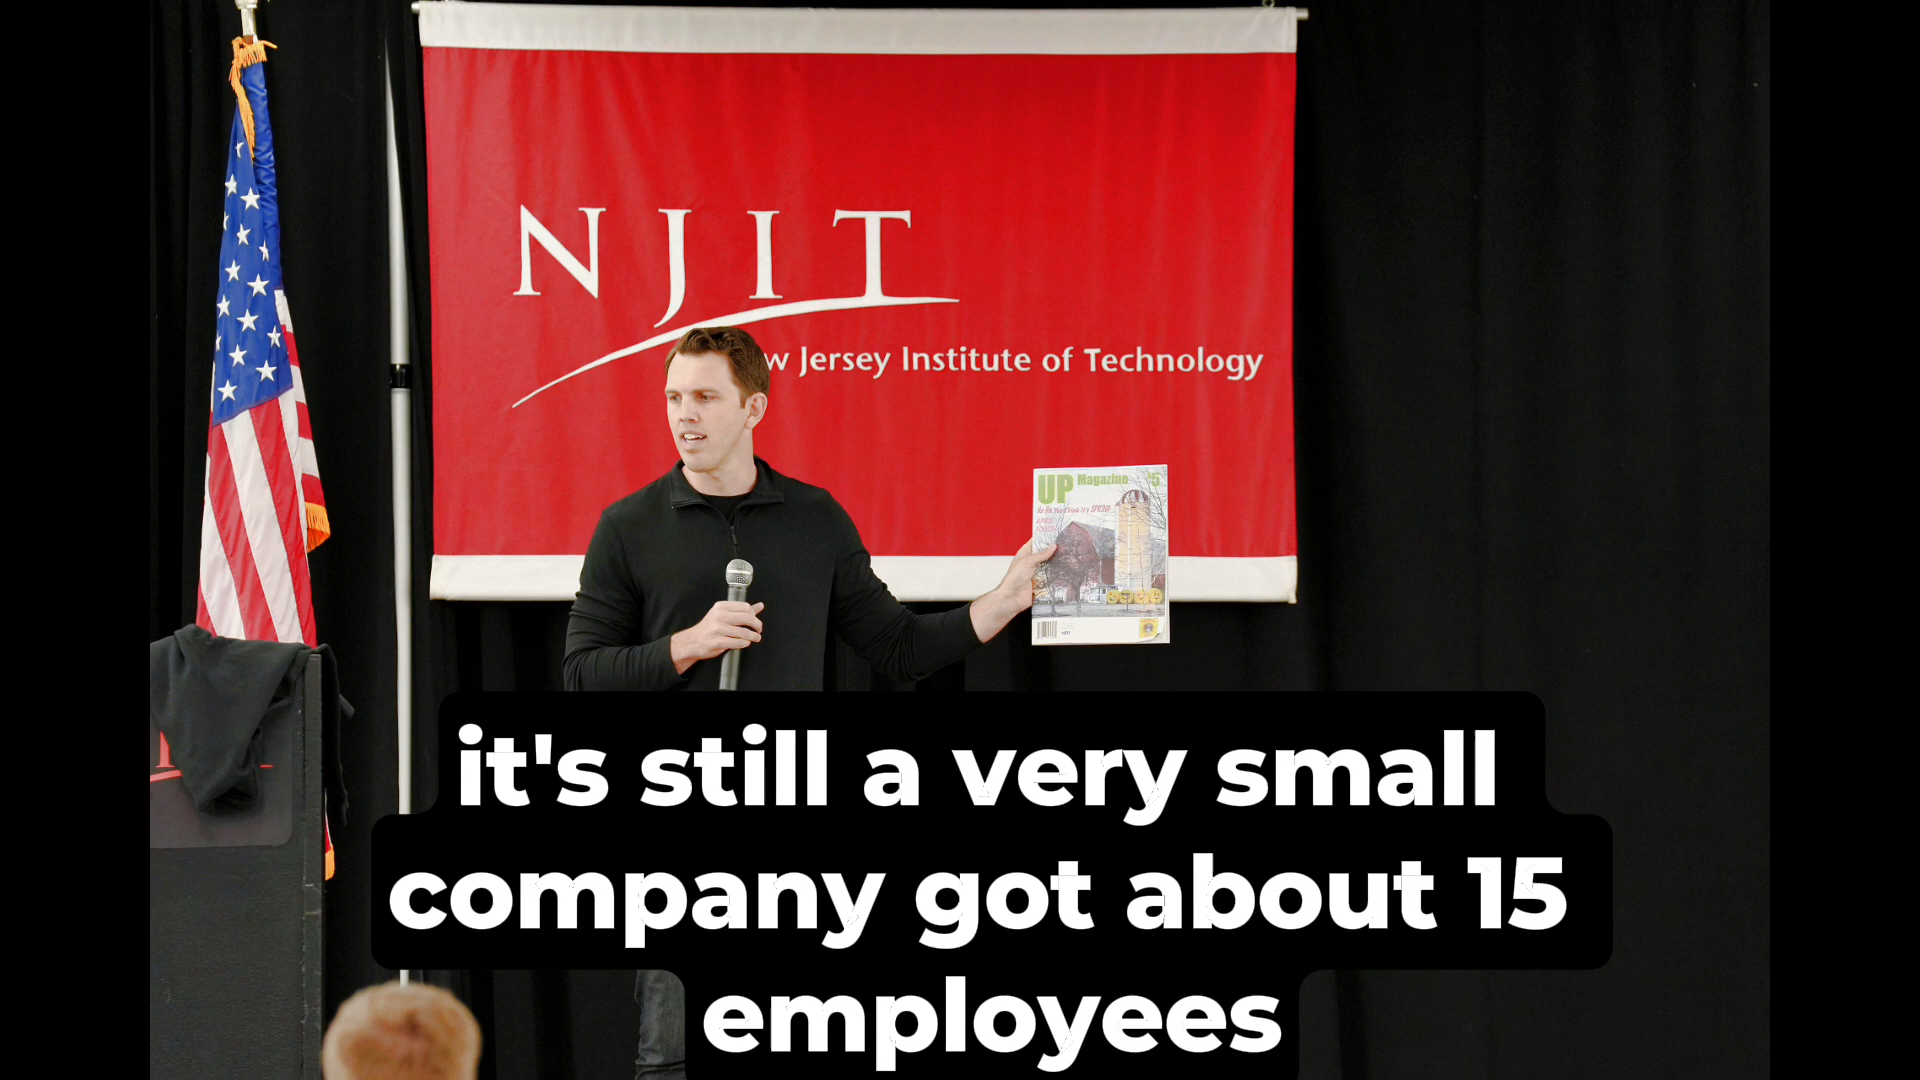 NJIT
w Jersey Institute of Technology
UP Magazine
it's still a very small
company got about 15
employees